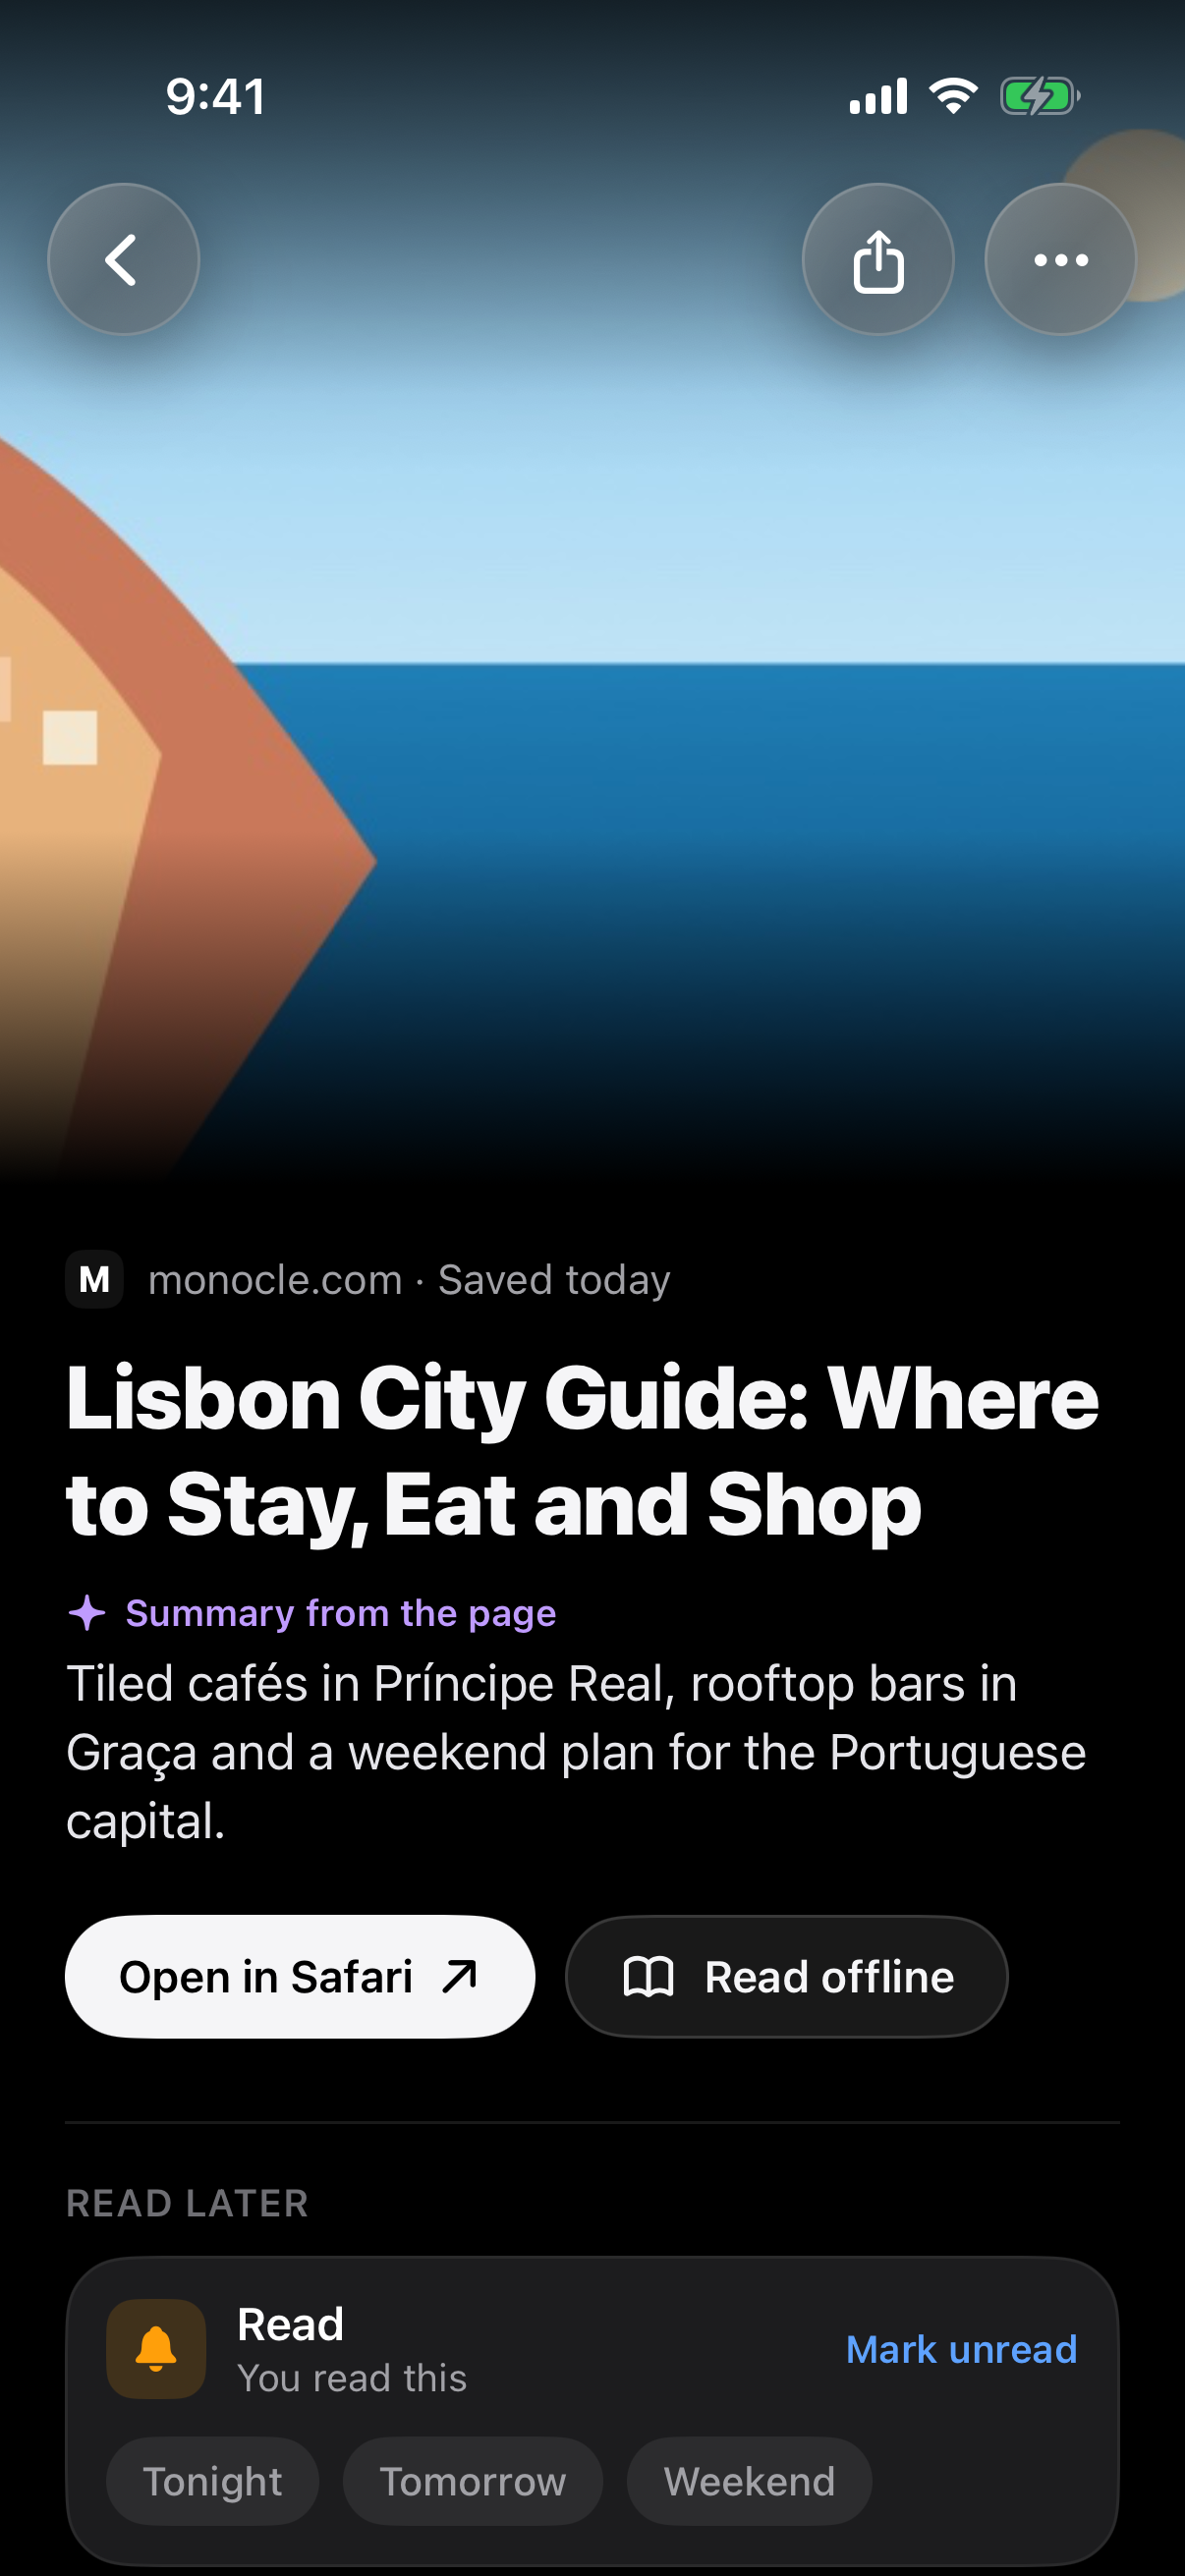 9:41
M monocle.com · Saved today
Lisbon City Guide: Where
to Stay, Eat and Shop
Summary from the page
Tiled cafés in Príncipe Real, rooftop bars in
Graça and a weekend plan for the Portuguese
capital.
Open in Safari
Read offline
READ LATER
Read
You read this
Mark unread
Tonight
Tomorrow
Weekend